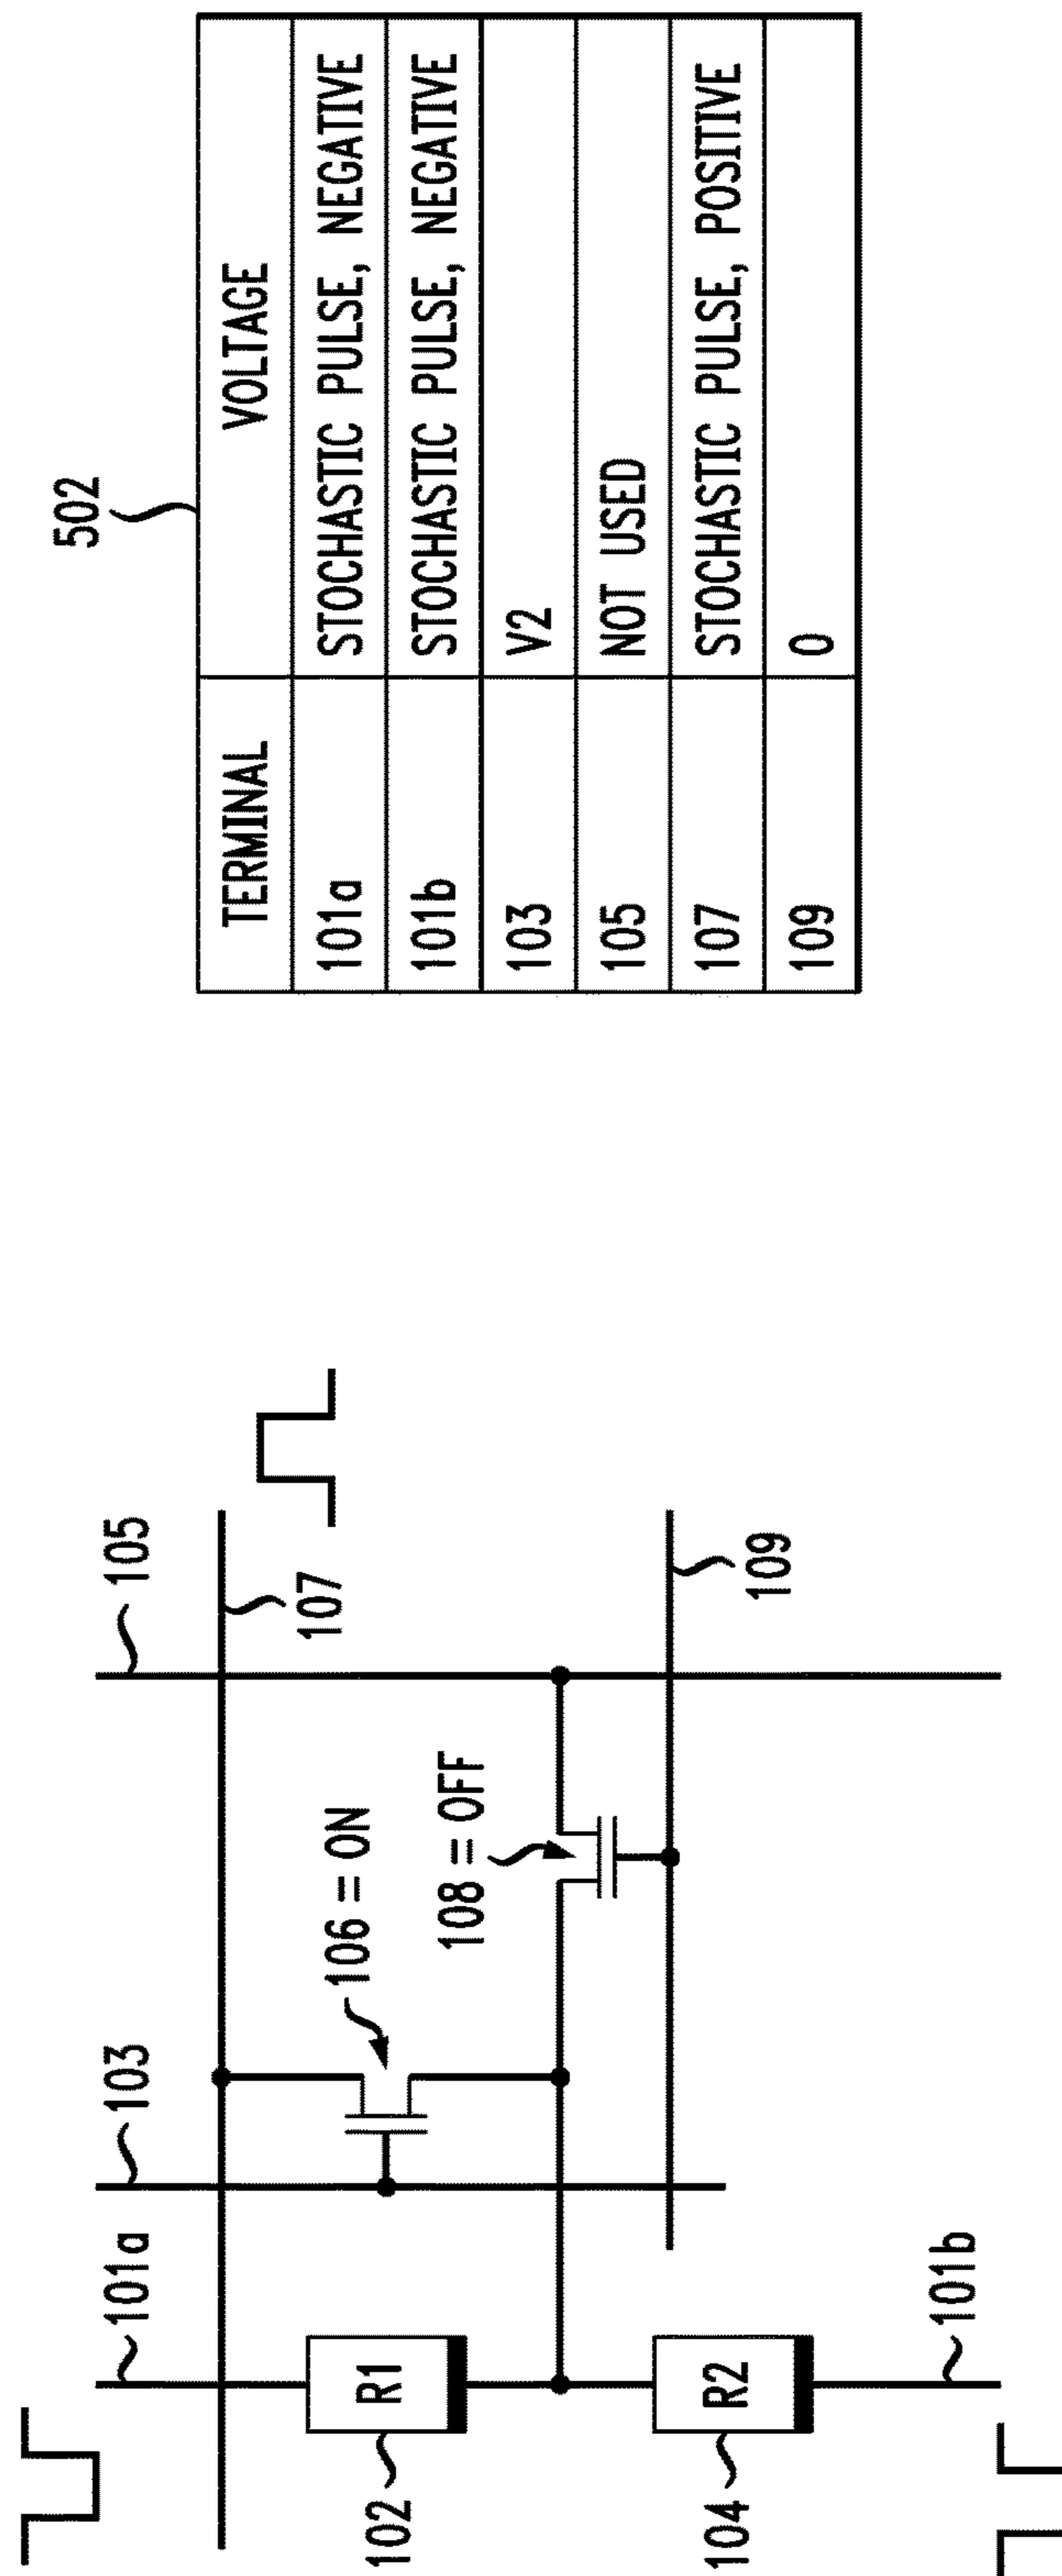 101a
103
105
107
106 = ON
108 = OFF
109
R1
102
R2
104
101b
502
TERMINAL VOLTAGE
101a STOCHASTIC PULSE, NEGATIVE
101b STOCHASTIC PULSE, NEGATIVE
103 V2
105 NOT USED
107 STOCHASTIC PULSE, POSITIVE
109 0